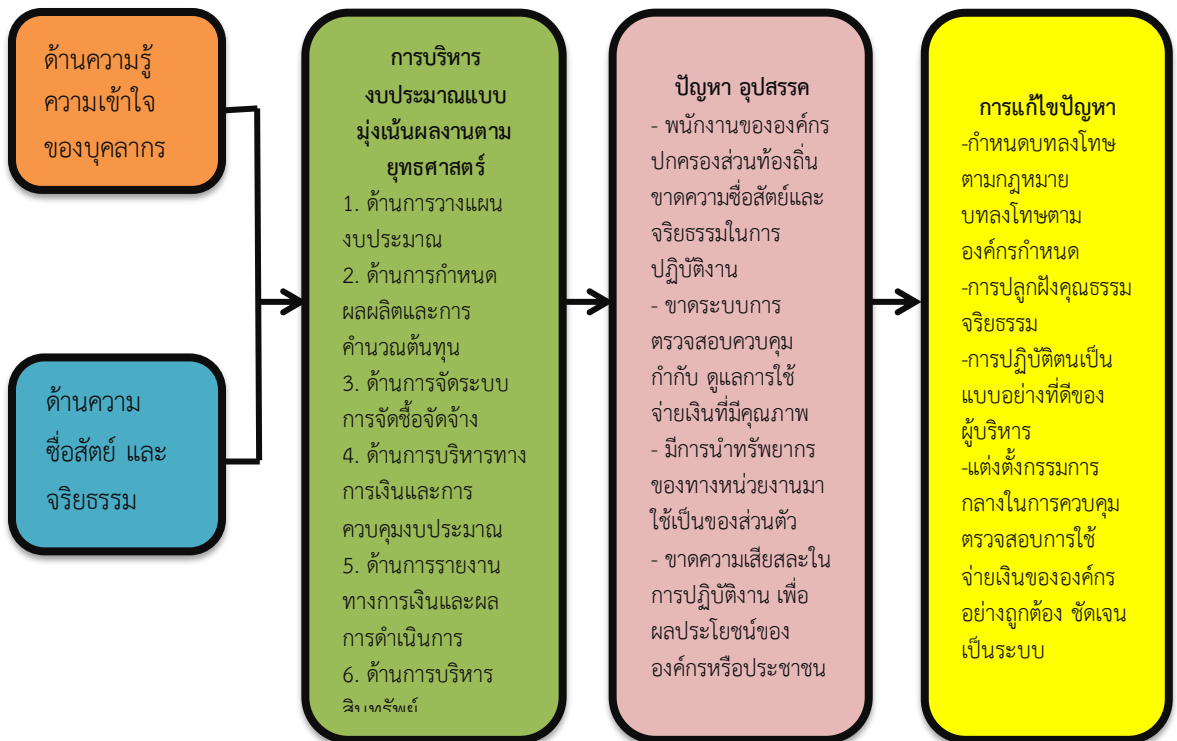 ด้านความรู้
ความเข้าใจ
ของบุคลากร
ด้านความ
ซื่อสัตย์ และ
จริยธรรม
การบริหาร
งบประมาณแบบ
มุ่งเน้นผลงานตาม
ยุทธศาสตร์
1. ด้านการวางแผน
งบประมาณ
2. ด้านการกำหนด
ผลผลิตและการ
คำนวณต้นทุน
3. ด้านการจัดระบบ
การจัดซื้อจัดจ้าง
4. ด้านการบริหารทาง
การเงินและการ
ควบคุมงบประมาณ
5. ด้านการรายงาน
ทางการเงินและผล
การดำเนินการ
6. ด้านการบริหาร
สินทรัพย์
ปัญหา อุปสรรค
- พนักงานขององค์กร
ปกครองส่วนท้องถิ่น
ขาดความซื่อสัตย์และ
จริยธรรมในการ
ปฏิบัติงาน
- ขาดระบบการ
ตรวจสอบควบคุม
กำกับ ดูแลการใช้
จ่ายเงินที่มีคุณภาพ
- มีการนำทรัพยากร
ของทางหน่วยงานมา
ใช้เป็นของส่วนตัว
- ขาดความเสียสละใน
การปฏิบัติงาน เพื่อ
ผลประโยชน์ของ
องค์กรหรือประชาชน
การแก้ไขปัญหา
-กำหนดบทลงโทษ
ตามกฎหมาย
บทลงโทษตาม
องค์กรกำหนด
-การปลูกฝังคุณธรรม
จริยธรรม
-การปฏิบัติตนเป็น
แบบอย่างที่ดีของ
ผู้บริหาร
-แต่งตั้งกรรมการ
กลางในการควบคุม
ตรวจสอบการใช้
จ่ายเงินขององค์กร
อย่างถูกต้อง ชัดเจน
เป็นระบบ